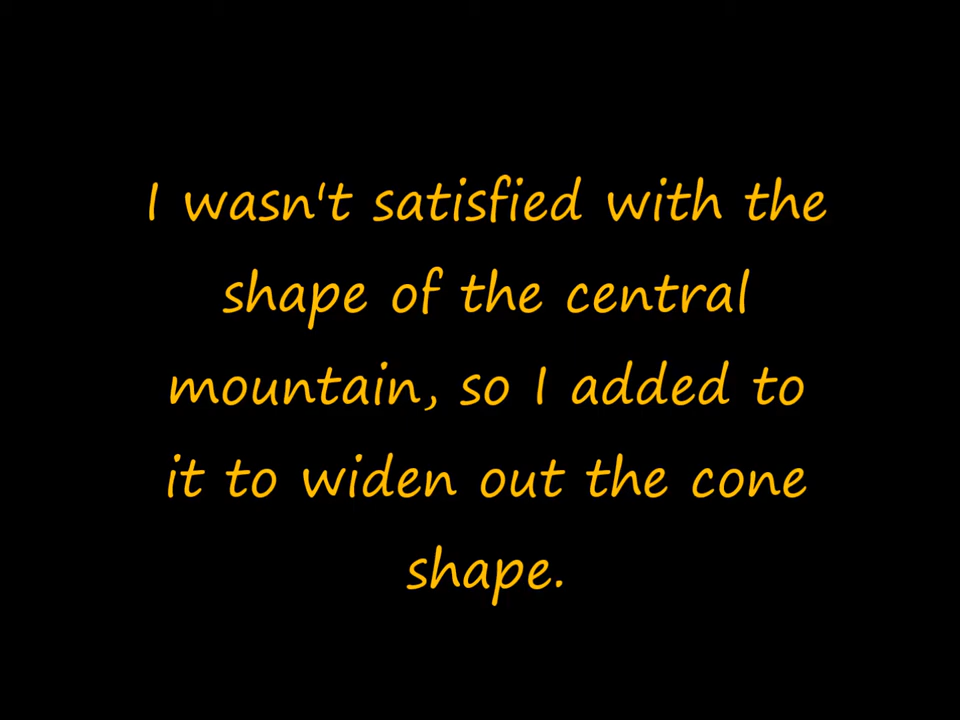 I wasn't satisfied with the
shape of the central
mountain, so I added to
it to widen out the cone
shape.